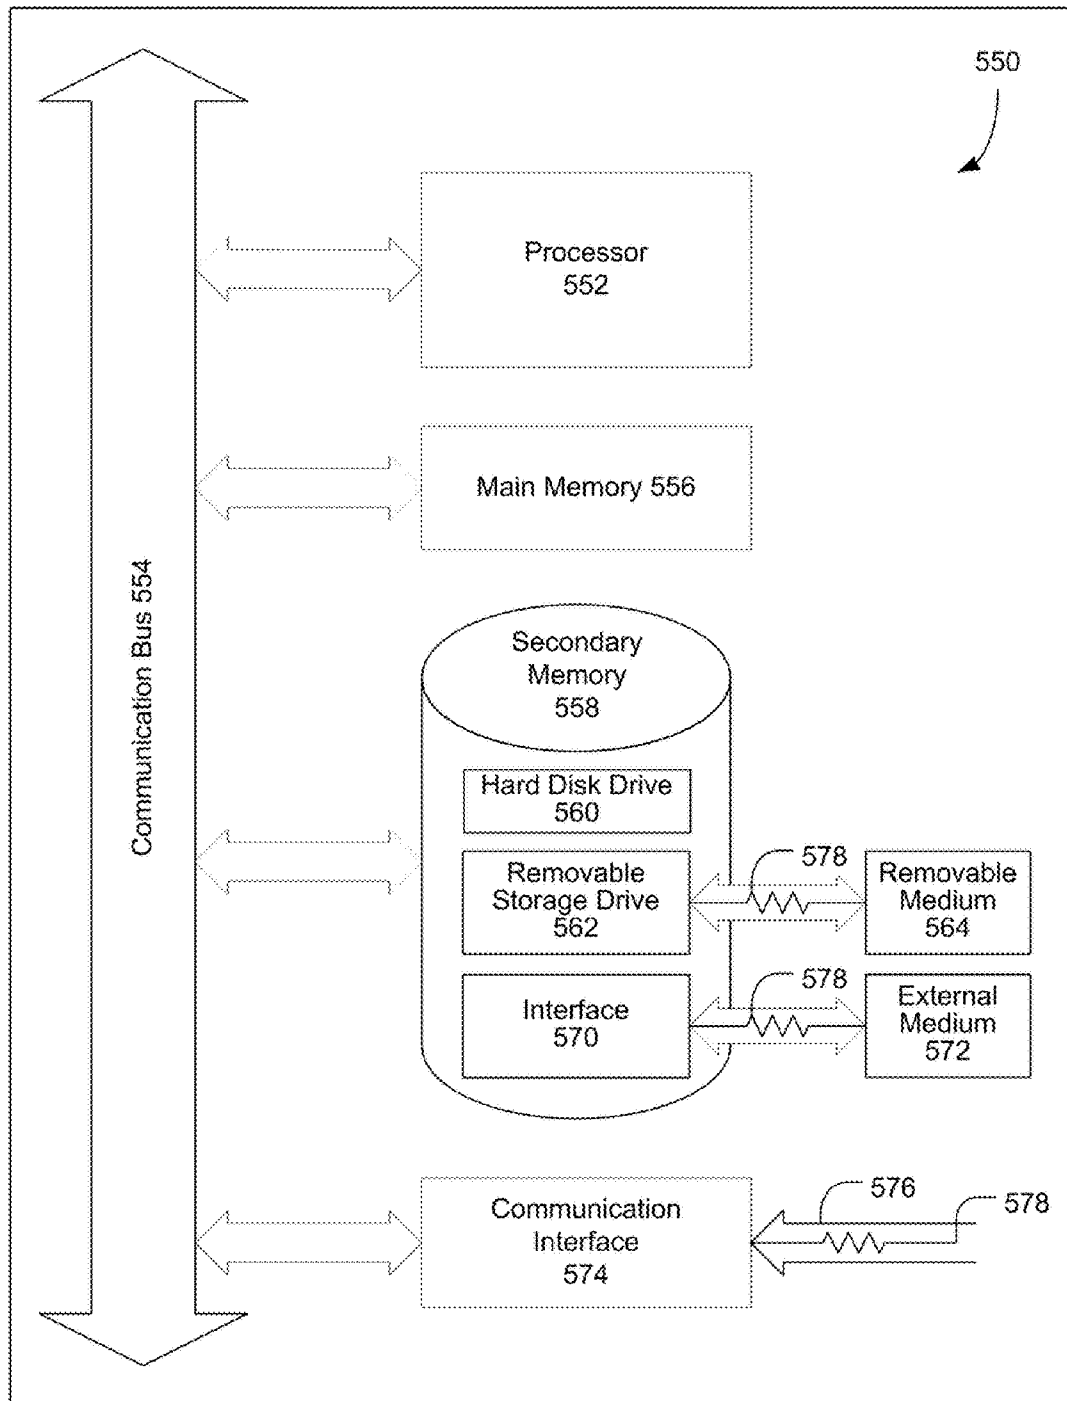 550
Processor
552
Main Memory 556
Communication Bus 554
Secondary
Memory
558
Hard Disk Drive
560
Removable
Storage Drive
562
578
Removable
Medium
564
Interface
570
578
External
Medium
572
Communication
Interface
574
576
578